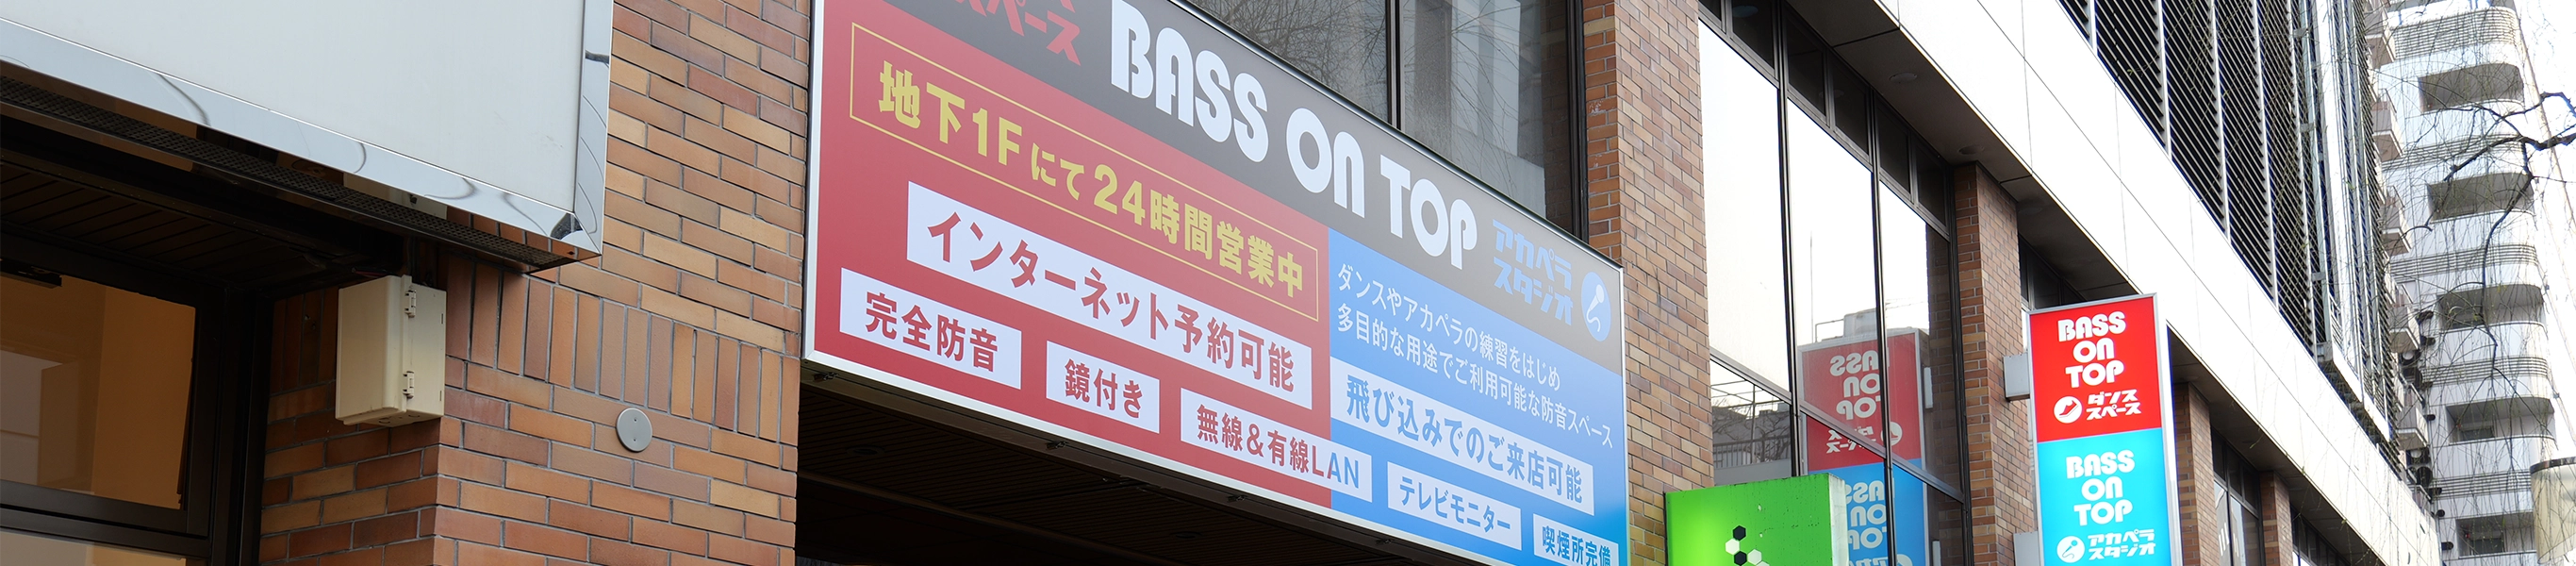 スペース
BASS ON TOP
アカペラ
スタジオ
地下1Fにて24時間営業中
インターネット予約可能
完全防音
鏡付き
無線&有線LAN
ダンスやアカペラの練習をはじめ
多目的な用途でご利用可能な防音スペース
飛び込みでのご来店可能
テレビモニター
喫煙所完備
BASS
ON
TOP
ダンス
スペース
BASS
ON
TOP
アカペラ
スタジオ